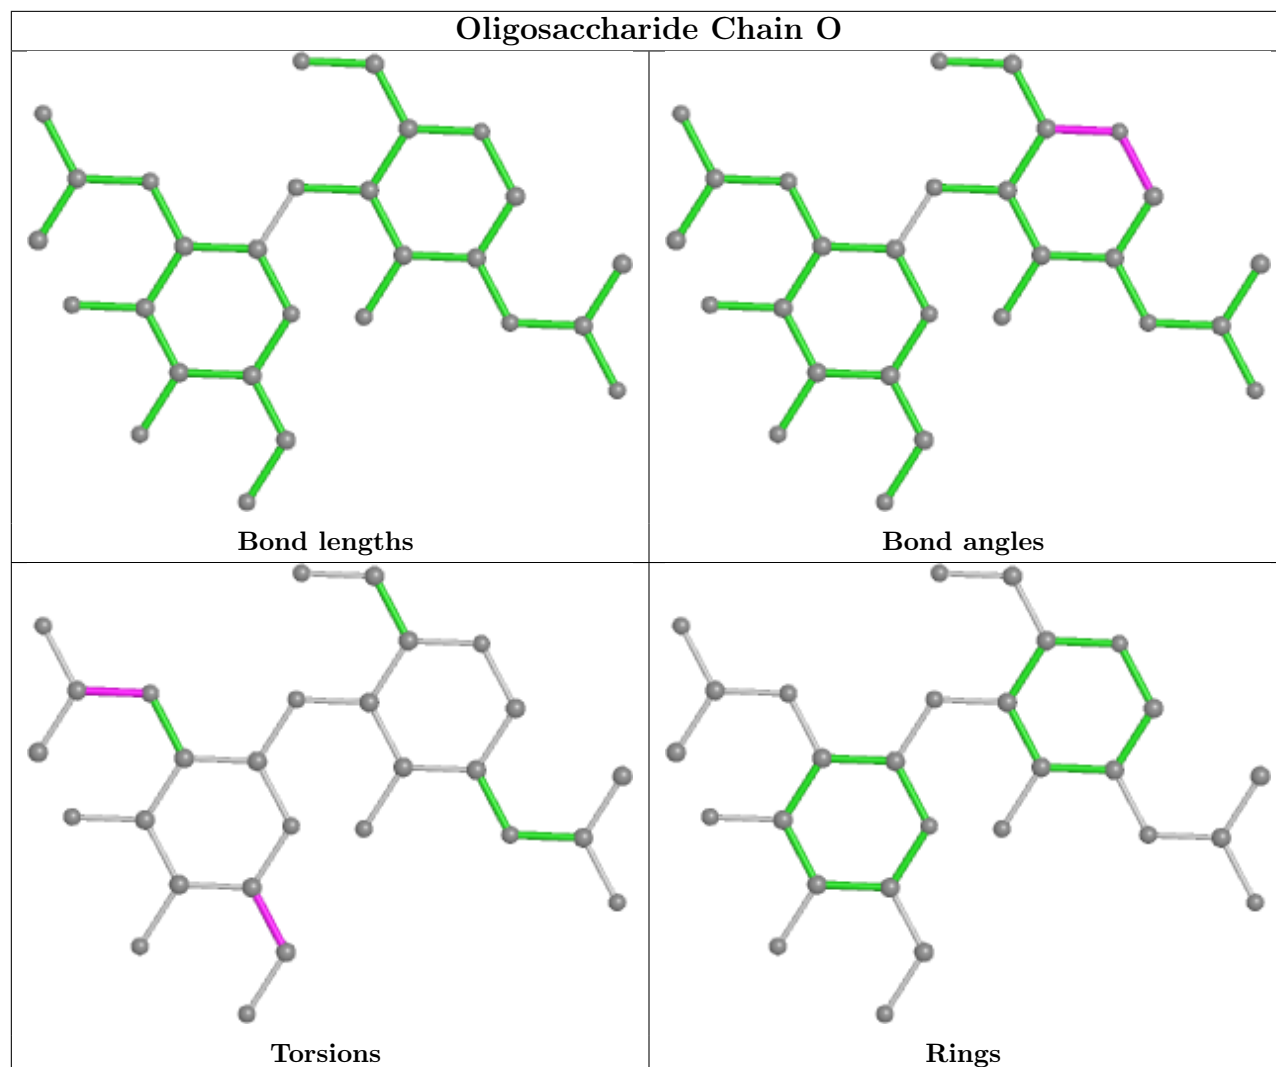 Oligosaccharide Chain O
Bond lengths
Bond angles
Torsions
Rings